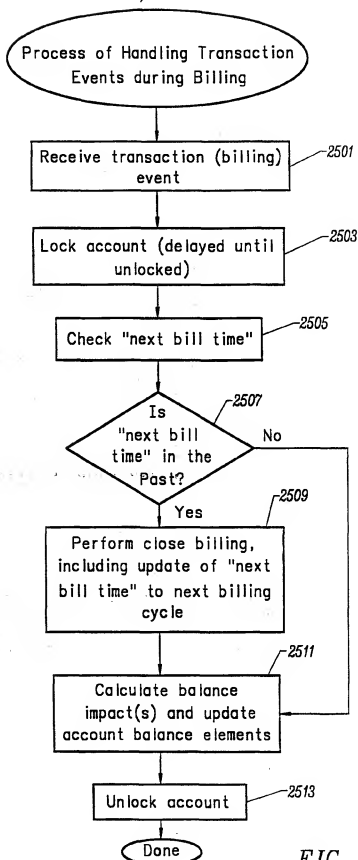 Process of Handling Transaction
Events during Billing
Receive transaction (billing)
event
2501
Lock account (delayed until
unlocked)
2503
Check "next bill time"
2505
Is
"next bill
time" in the
Past?
2507
No
Yes
Perform close billing,
including update of "next
bill time" to next billing
cycle
2509
Calculate balance
impact(s) and update
account balance elements
2511
Unlock account
2513
Done
FIG